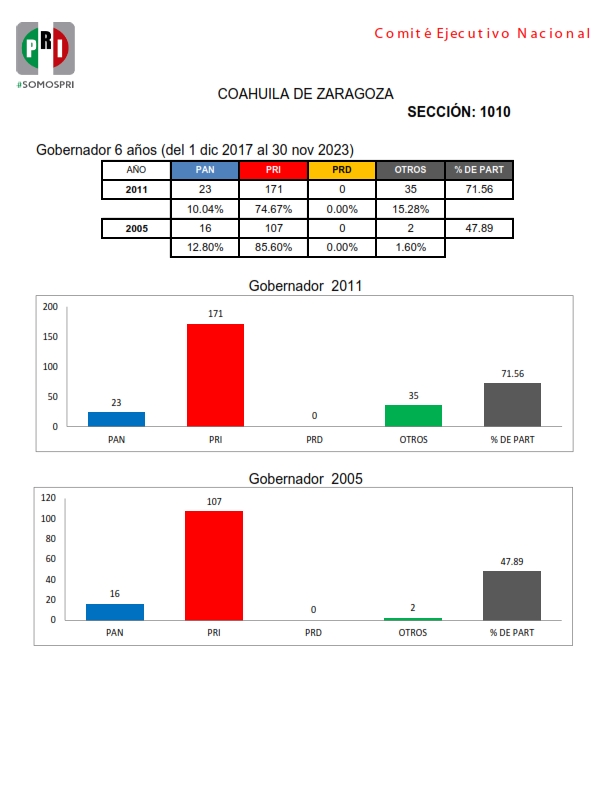 PRI
#SOMOSPRI
Comité Ejecutivo Nacional
COAHUILA DE ZARAGOZA
SECCIÓN: 1010
Gobernador 6 años (del 1 dic 2017 al 30 nov 2023)
AÑO PAN PRI PRD OTROS % DE PART
2011 23 171 0 35 71.56
10.04% 74.67% 0.00% 15.28%
2005 16 107 0 2 47.89
12.80% 85.60% 0.00% 1.60%
Gobernador 2011
200
150
100
50
0
23 171 0 35 71.56
PAN PRI PRD OTROS % DE PART
Gobernador 2005
120
100
80
60
40
20
0
16 107 0 2 47.89
PAN PRI PRD OTROS % DE PART